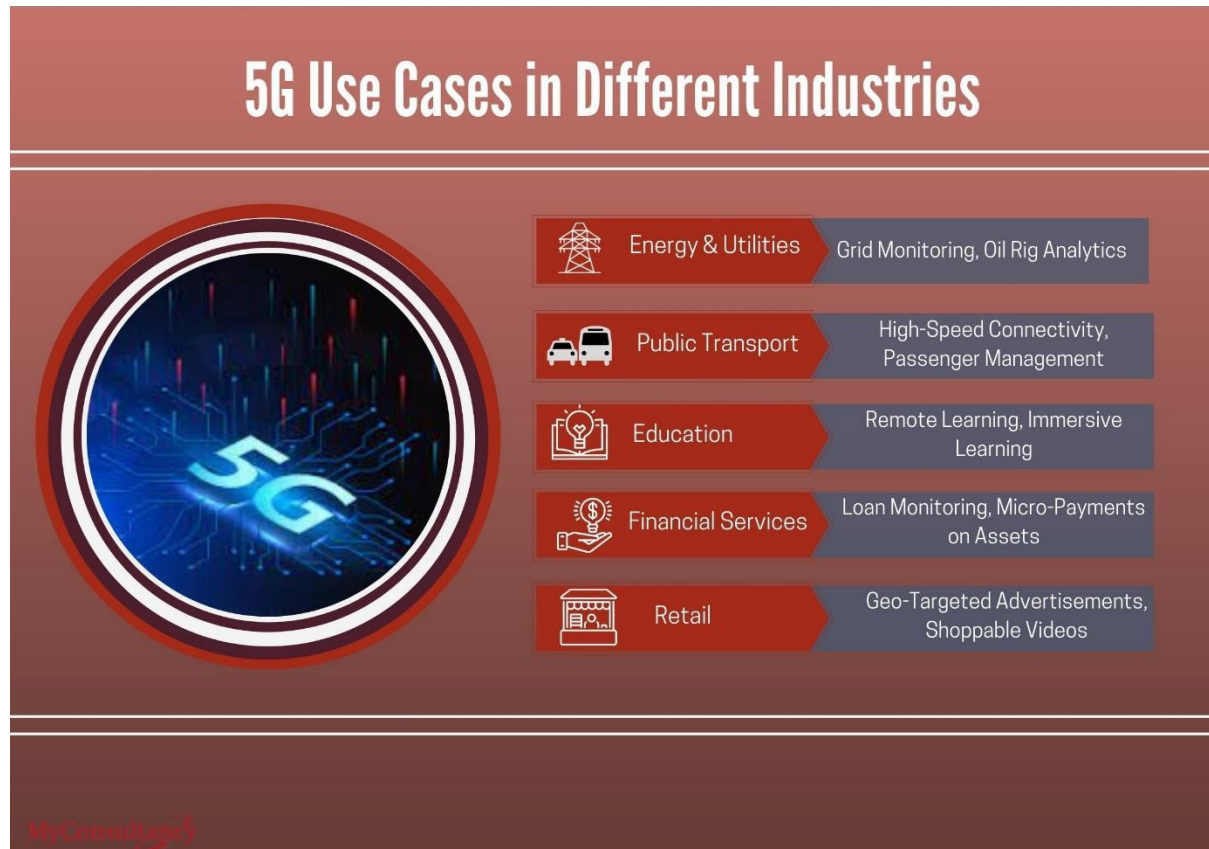 5G Use Cases in Different Industries
5G
Energy & Utilities
Grid Monitoring, Oil Rig Analytics
Public Transport
High-Speed Connectivity,
Passenger Management
Education
Remote Learning, Immersive
Learning
Financial Services
Loan Monitoring, Micro-Payments
on Assets
Retail
Geo-Targeted Advertisements,
Shoppable Videos